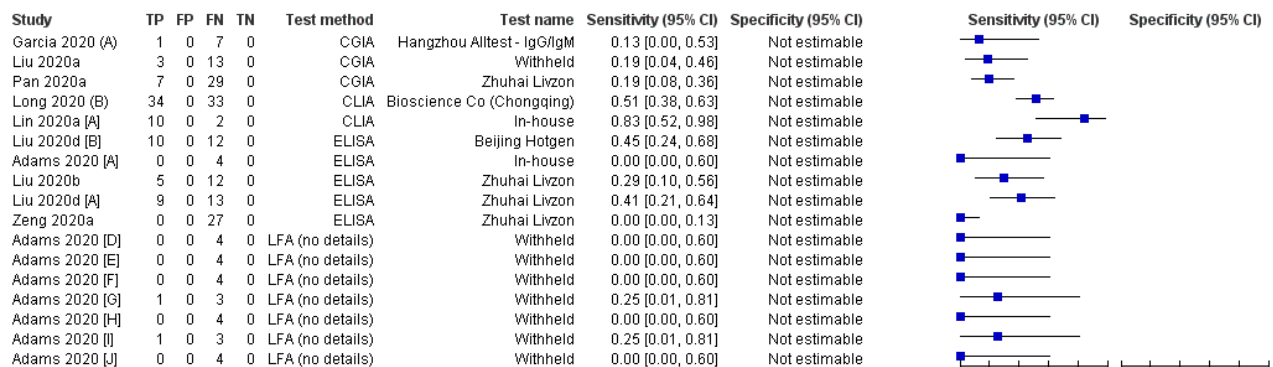 Study TP FP FN TN Test method Test name Sensitivity (95% CI) Specificity (95% CI) Sensitivity (95% CI) Specificity (95% CI)
Garcia 2020 (A) 1 0 7 0 CGIA Hangzhou Alltest - IgG/IgM 0.13 [0.00, 0.53] Not estimable
Liu 2020a 3 0 13 0 CGIA Withheld 0.19 [0.04, 0.46] Not estimable
Pan 2020a 7 0 29 0 CGIA Zhuhai Livzon 0.19 [0.08, 0.36] Not estimable
Long 2020 (B) 34 0 33 0 CLIA Bioscience Co (Chongqing) 0.51 [0.38, 0.63] Not estimable
Lin 2020a [A] 10 0 2 0 CLIA In-house 0.83 [0.52, 0.98] Not estimable
Liu 2020d [B] 10 0 12 0 ELISA Beijing Hotgen 0.45 [0.24, 0.68] Not estimable
Adams 2020 [A] 0 0 4 0 ELISA In-house 0.00 [0.00, 0.60] Not estimable
Liu 2020b 5 0 12 0 ELISA Zhuhai Livzon 0.29 [0.10, 0.56] Not estimable
Liu 2020d [A] 9 0 13 0 ELISA Zhuhai Livzon 0.41 [0.21, 0.64] Not estimable
Zeng 2020a 0 0 27 0 ELISA Zhuhai Livzon 0.00 [0.00, 0.13] Not estimable
Adams 2020 [D] 0 0 4 0 LFA (no details) Withheld 0.00 [0.00, 0.60] Not estimable
Adams 2020 [E] 0 0 4 0 LFA (no details) Withheld 0.00 [0.00, 0.60] Not estimable
Adams 2020 [F] 0 0 4 0 LFA (no details) Withheld 0.00 [0.00, 0.60] Not estimable
Adams 2020 [G] 1 0 3 0 LFA (no details) Withheld 0.25 [0.01, 0.81] Not estimable
Adams 2020 [H] 0 0 4 0 LFA (no details) Withheld 0.00 [0.00, 0.60] Not estimable
Adams 2020 [I] 1 0 3 0 LFA (no details) Withheld 0.25 [0.01, 0.81] Not estimable
Adams 2020 [J] 0 0 4 0 LFA (no details) Withheld 0.00 [0.00, 0.60] Not estimable